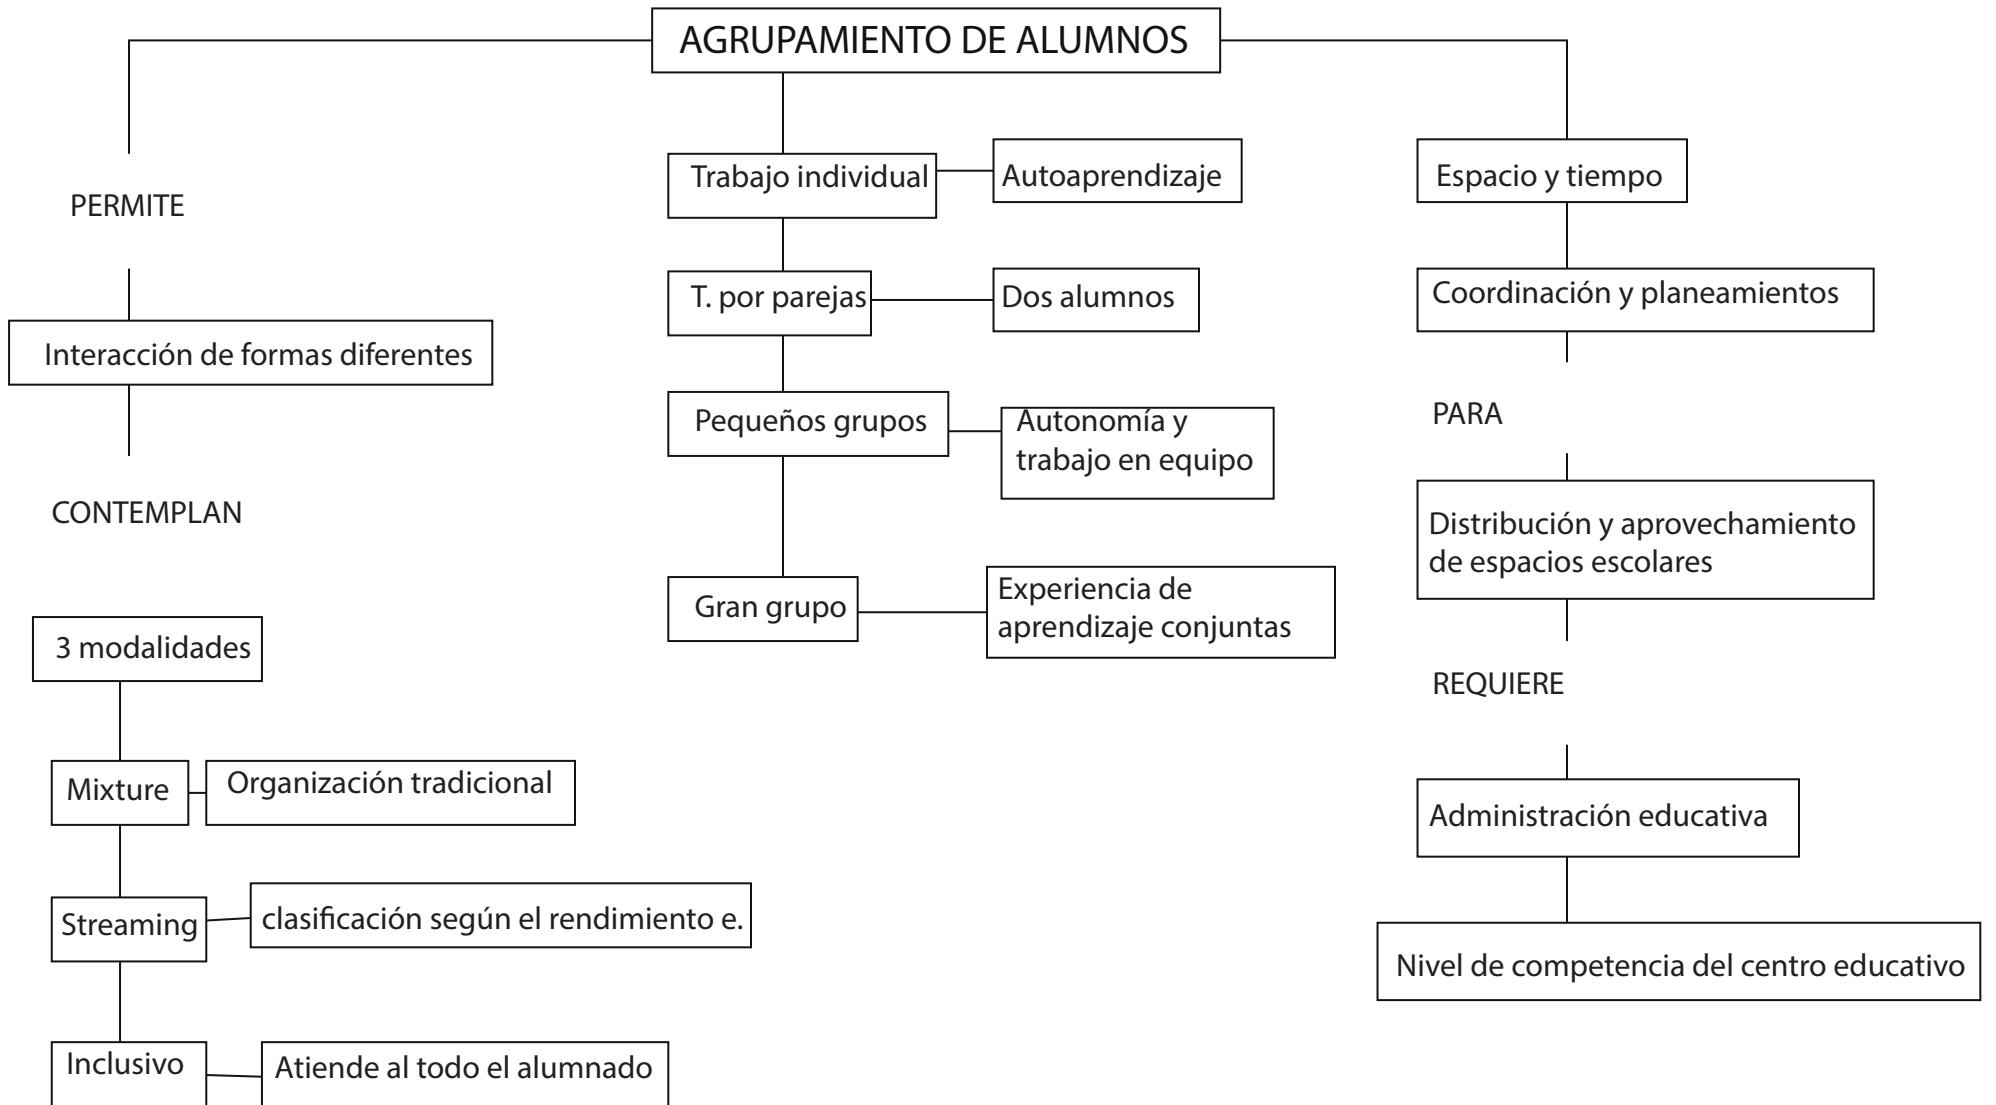 AGRUPAMIENTO DE ALUMNOS
PERMITE
Interacción de formas diferentes
CONTEMPLAN
3 modalidades
Mixture
Organización tradicional
Streaming
clasificación según el rendimiento e.
Inclusivo
Atiende al todo el alumnado
Trabajo individual
Autoaprendizaje
T. por parejas
Dos alumnos
Pequeños grupos
Autonomía y
trabajo en equipo
Gran grupo
Experiencia de
aprendizaje conjuntas
Espacio y tiempo
Coordinación y planeamientos
PARA
Distribución y aprovechamiento
de espacios escolares
REQUIERE
Administración educativa
Nivel de competencia del centro educativo